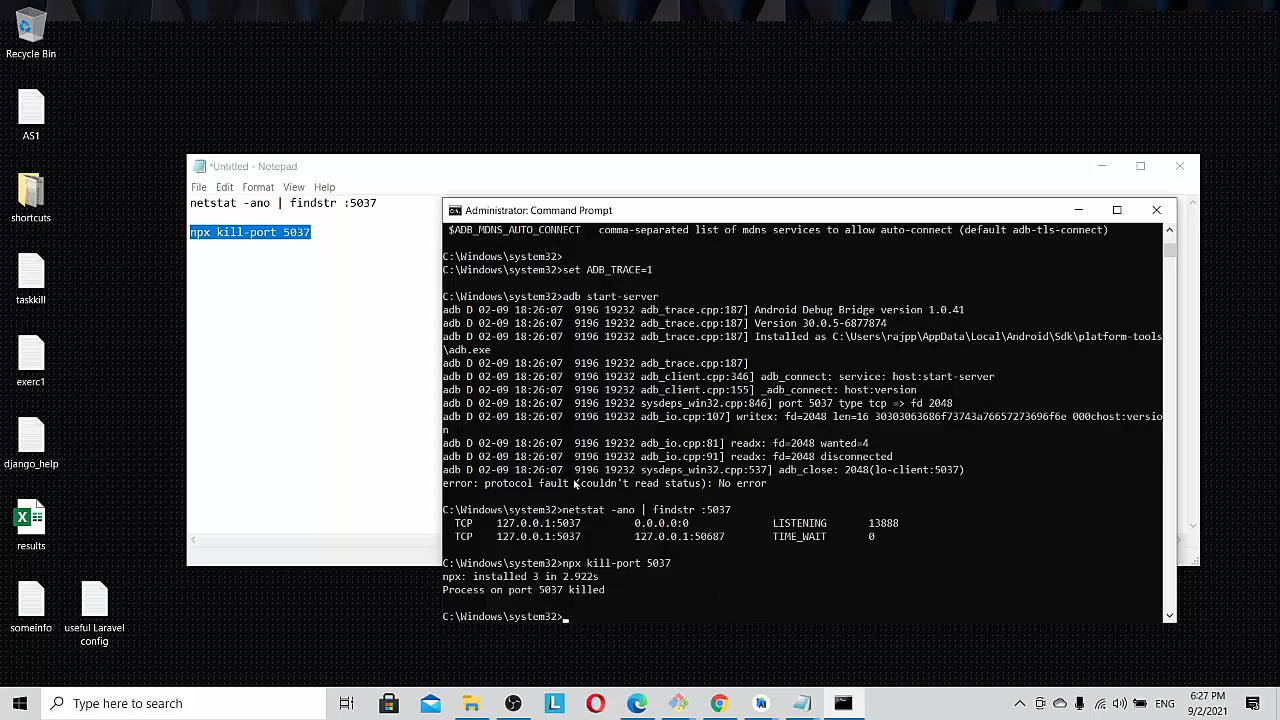 Recycle Bin
AS1
shortcuts
taskkill
exerc1
django_help
results
someinfo
useful Laravel
config
*Untitled - Notepad
File Edit Format View Help
netstat -ano | findstr :5037
npx kill-port 5037
Administrator: Command Prompt
$ADB_MDNS_AUTO_CONNECT comma-separated list of mdns services to allow auto-connect (default adb-tls-connect)
C:\Windows\system32>
C:\Windows\system32>set ADB_TRACE=1
C:\Windows\system32>adb start-server
adb D 02-09 18:26:07 9196 19232 adb_trace.cpp:187] Android Debug Bridge version 1.0.41
adb D 02-09 18:26:07 9196 19232 adb_trace.cpp:187] Version 30.0.5-6877874
adb D 02-09 18:26:07 9196 19232 adb_trace.cpp:187] Installed as C:\Users\rajpp\AppData\Local\Android\Sdk\platform-tools
\adb.exe
adb D 02-09 18:26:07 9196 19232 adb_trace.cpp:187]
adb D 02-09 18:26:07 9196 19232 adb_client.cpp:346] adb_connect: service: host:start-server
adb D 02-09 18:26:07 9196 19232 adb_client.cpp:155] _adb_connect: host:version
adb D 02-09 18:26:07 9196 19232 sysdeps_win32.cpp:846] port 5037 type tcp => fd 2048
adb D 02-09 18:26:07 9196 19232 adb_io.cpp:107] writex: fd=2048 len=16 30303063686f73743a76657273696f6e 000chost:versio
n
adb D 02-09 18:26:07 9196 19232 adb_io.cpp:81] readx: fd=2048 wanted=4
adb D 02-09 18:26:07 9196 19232 adb_io.cpp:91] readx: fd=2048 disconnected
adb D 02-09 18:26:07 9196 19232 sysdeps_win32.cpp:537] adb_close: 2048(lo-client:5037)
error: protocol fault (couldn't read status): No error
C:\Windows\system32>netstat -ano | findstr :5037
TCP 127.0.0.1:5037 0.0.0.0:0 LISTENING 13888
TCP 127.0.0.1:5037 127.0.0.1:50687 TIME_WAIT 0
C:\Windows\system32>npx kill-port 5037
npx: installed 3 in 2.922s
Process on port 5037 killed
C:\Windows\system32>
Type here to search
ENG
6:27 PM
9/2/2021